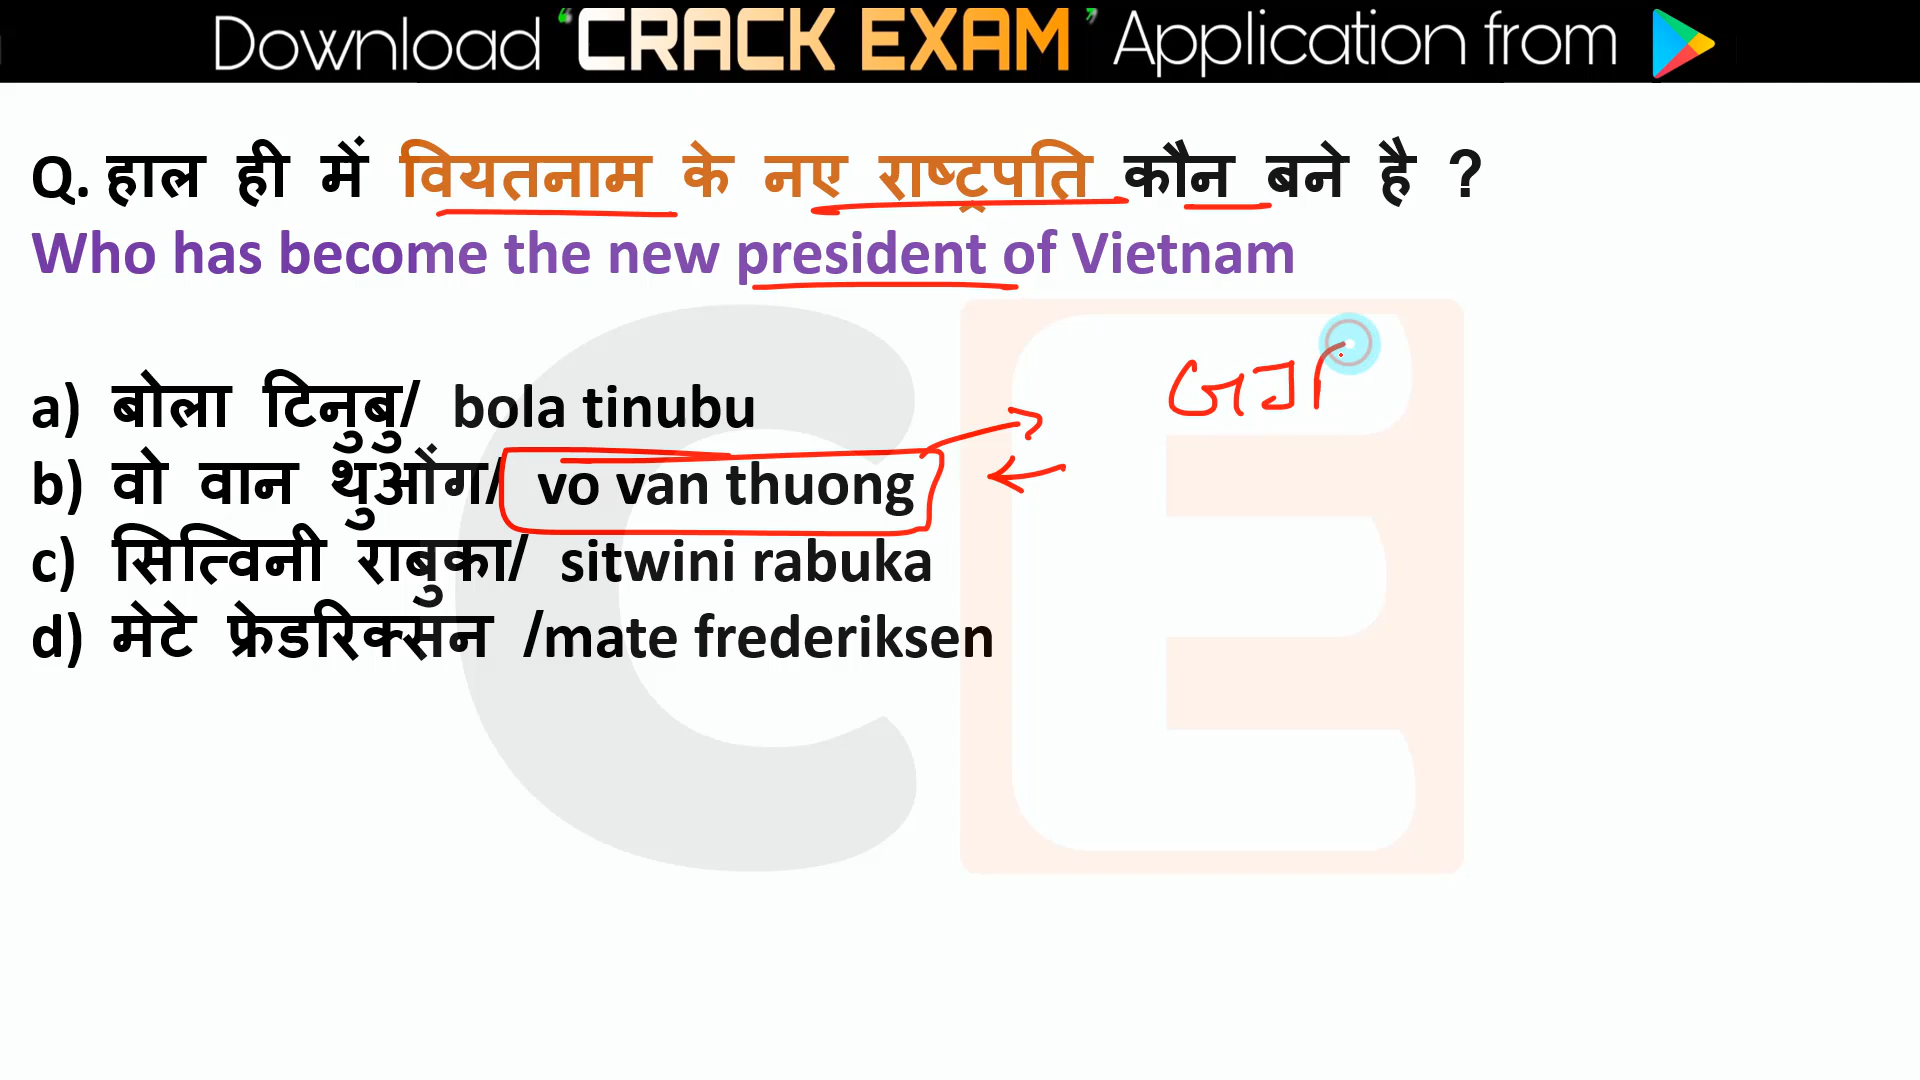 Download ‘CRACK EXAM’ Application from
Q. हाल ही में वियतनाम के नए राष्ट्रपति कौन बने है ?
Who has become the new president of Vietnam
a) बोला टिनुबु/ bola tinubu
b) वो वान थुओंग/ vo van thuong
c) सित्विनी राबुका/ sitwini rabuka
d) मेटे फ्रेडरिक्सन /mate frederiksen
CE